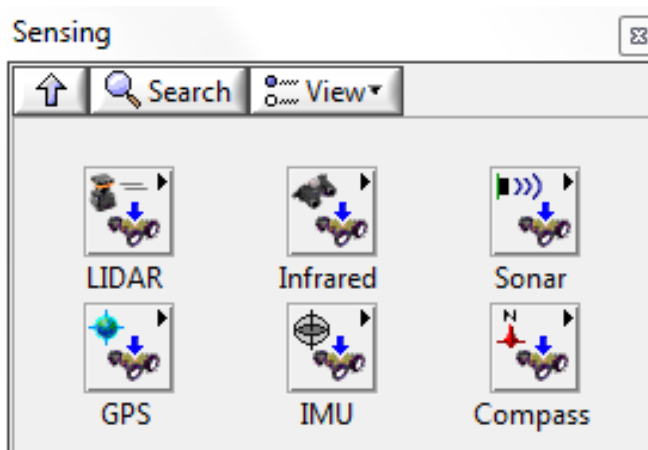 Sensing
Search View
LIDAR Infrared Sonar
N
GPS IMU Compass